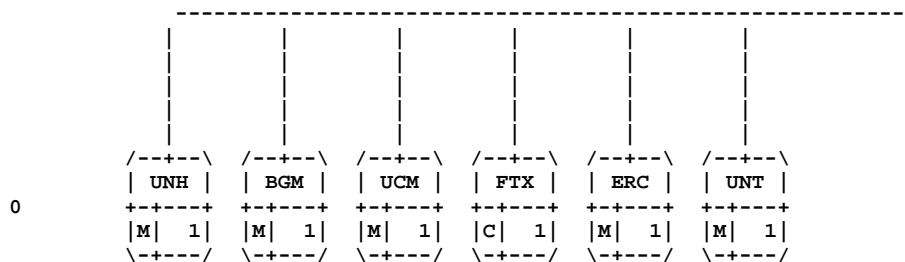 ------------------------------------------------------------
|        |        |        |        |        |
|        |        |        |        |        |
|        |        |        |        |        |
|        |        |        |        |        |
|        |        |        |        |        |
/--+--\  /--+--\  /--+--\  /--+--\  /--+--\  /--+--\
| UNH |  | BGM |  | UCM |  | FTX |  | ERC |  | UNT |
0 +-+---+  +-+---+  +-+---+  +-+---+  +-+---+  +-+---+
|M|  1|  |M|  1|  |M|  1|  |C|  1|  |M|  1|  |M|  1|
\-+---/  \-+---/  \-+---/  \-+---/  \-+---/  \-+---/